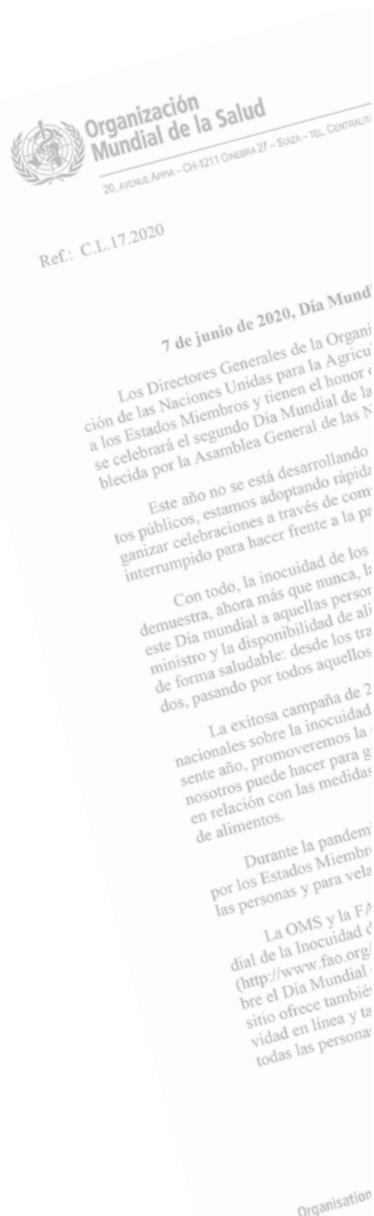 Organización
Mundial de la Salud
20, AVENUE APPIA – CH-1211 GINEBRA 27 – SUIZA – TEL. CENTRALITA
Ref.: C.L.17.2020
7 de junio de 2020, Día Mundi
Los Directores Generales de la Organi
ción de las Naciones Unidas para la Agricul
a los Estados Miembros y tienen el honor
se celebrará el segundo Día Mundial de la
blecida por la Asamblea General de las N
Este año no se está desarrollando
tos públicos, estamos adoptando rápida
ganizar celebraciones a través de com
interrumpido para hacer frente a la pa
Con todo, la inocuidad de los
demuestra, ahora más que nunca, la
este Día mundial a aquellas person
ministro y la disponibilidad de ali
de forma saludable: desde los tra
dos, pasando por todos aquellos
La exitosa campaña de 2
nacionales sobre la inocuidad
sente año, promoveremos la
nosotros puede hacer para g
en relación con las medidas
de alimentos.
Durante la pandemi
por los Estados Miembro
las personas y para vela
La OMS y la FA
dial de la Inocuidad d
(http://www.fao.org/
bre el Día Mundial
sitio ofrece tambié
vidad en línea y ta
todas las persona
Organisation